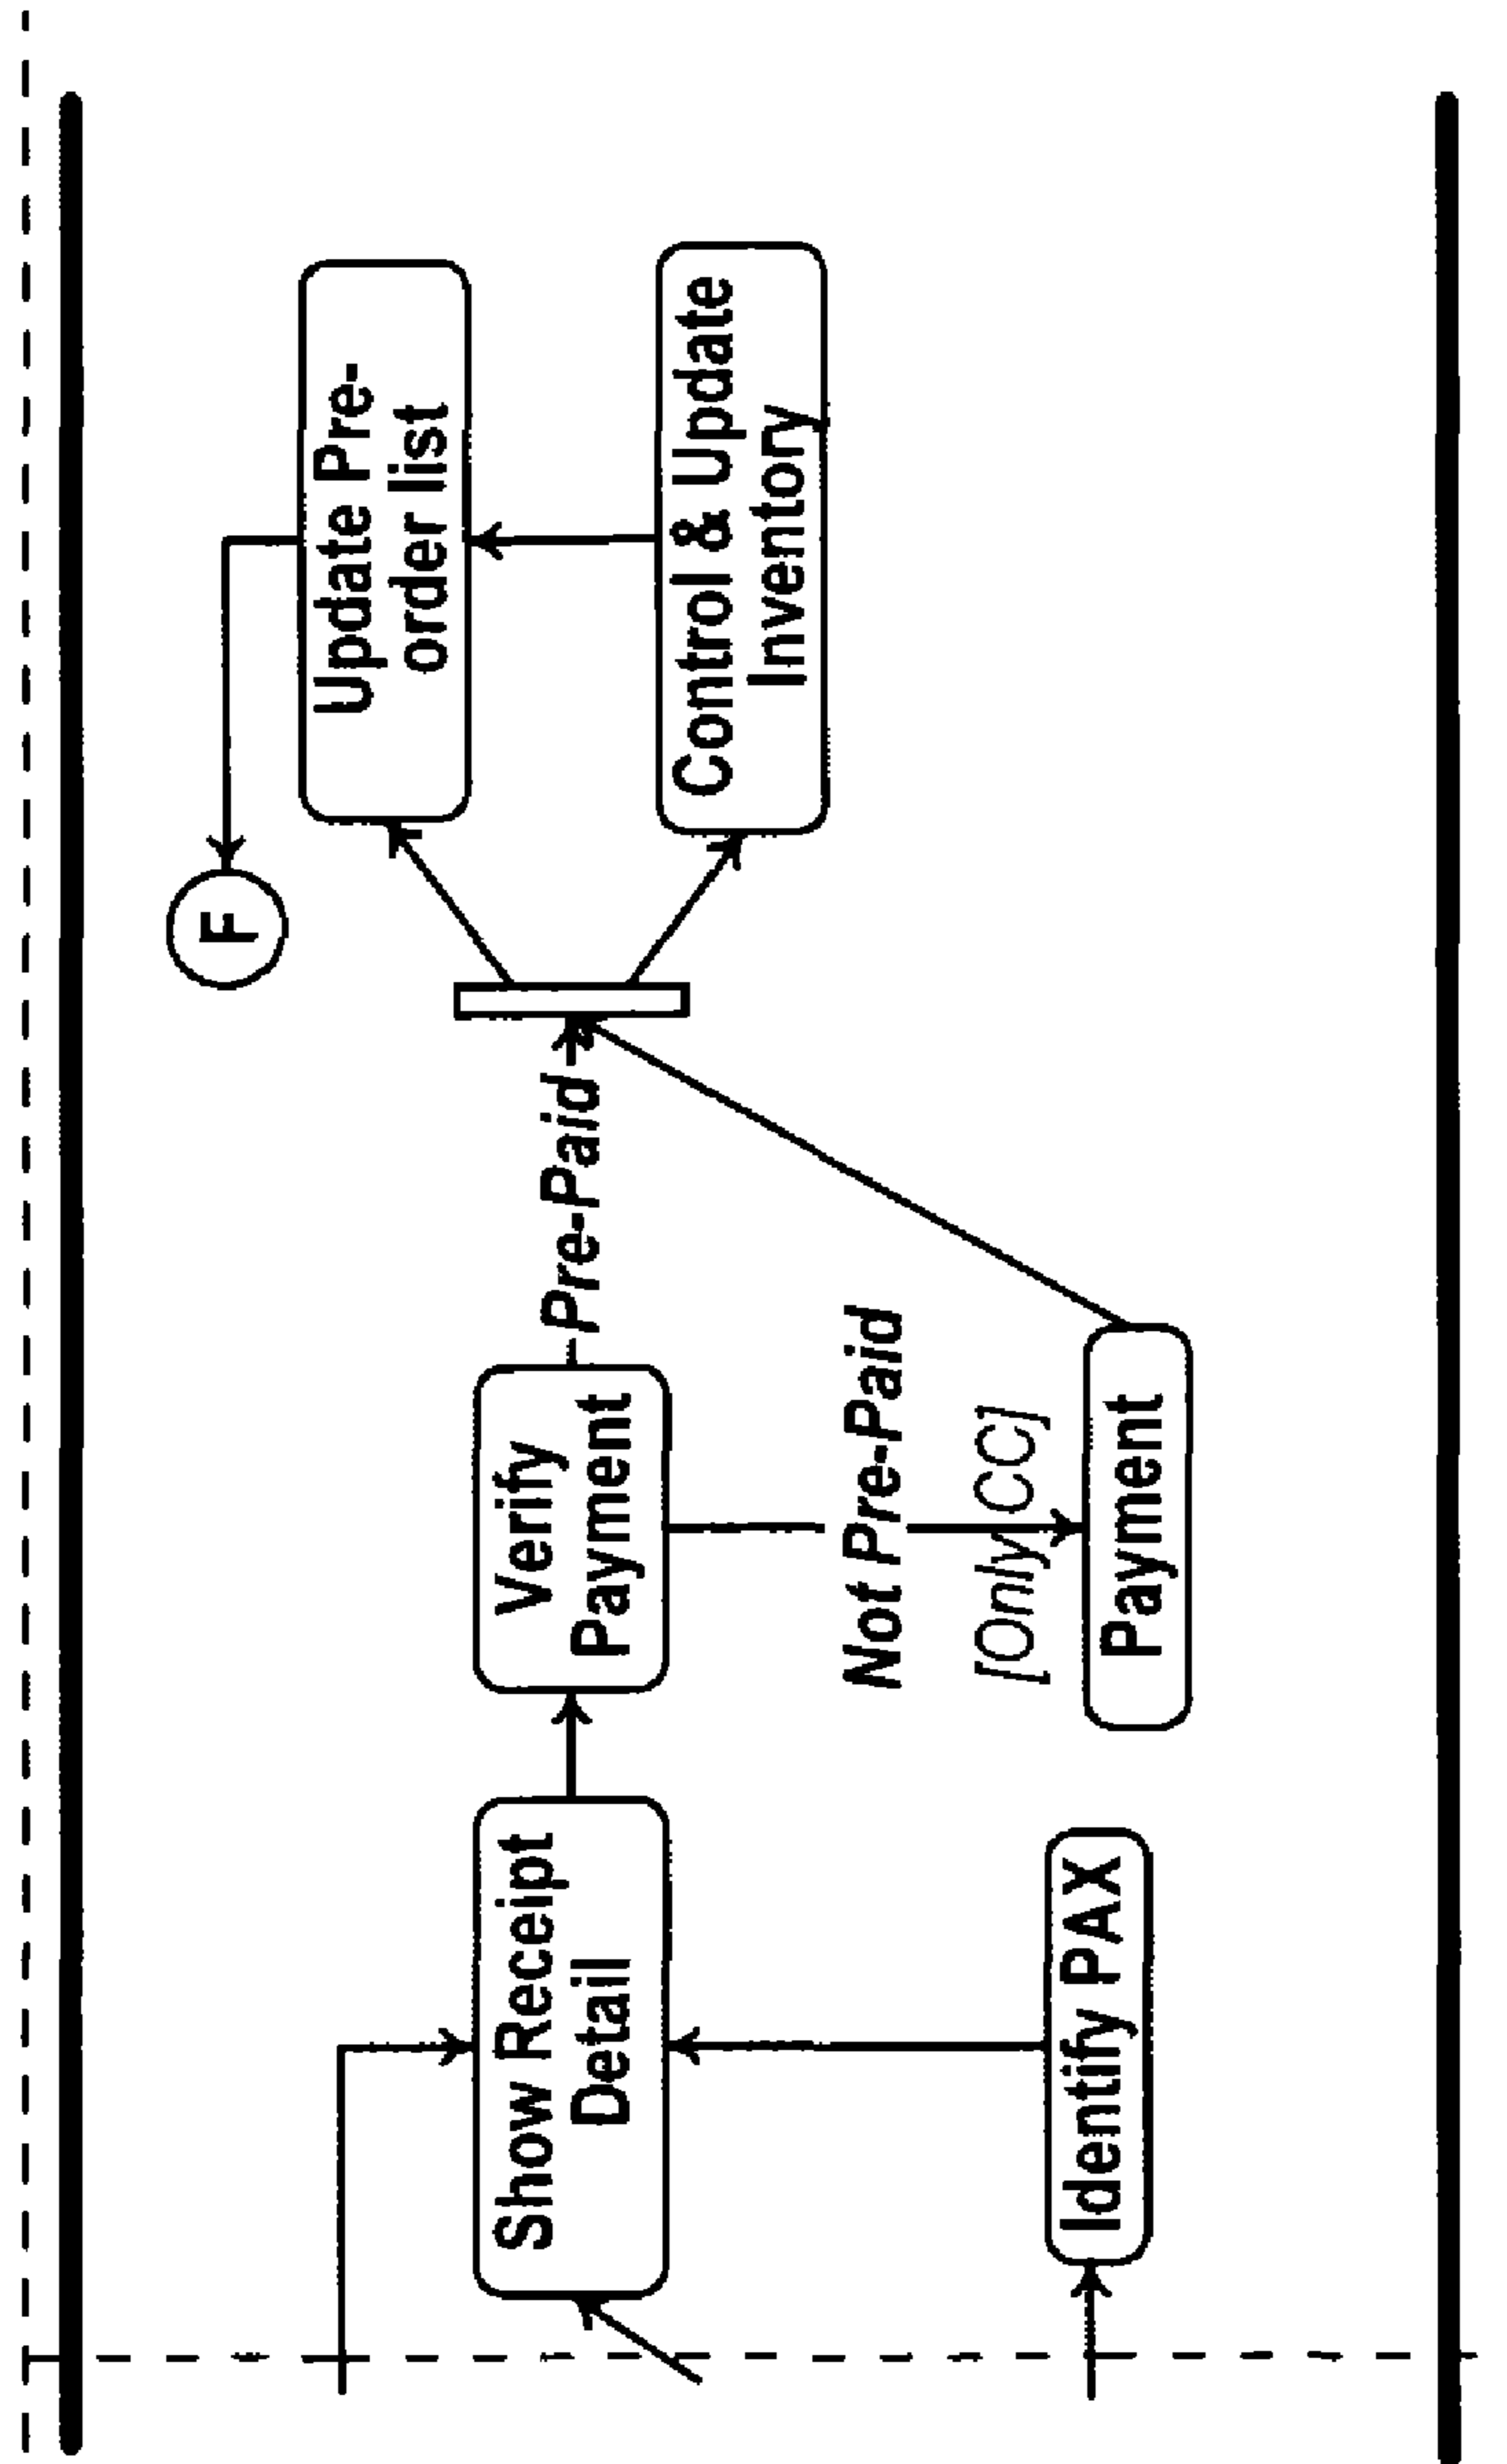 Show Receipt
Detail
Identify PAX
Verify
Payment
Pre-Paid
Not Pre-Paid
[Only CC]
Payment
F
Update Pre-
order list
Control & Update
Inventory